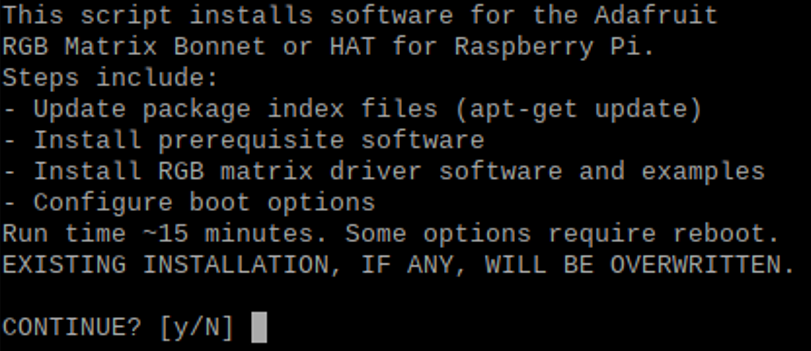 This script installs software for the Adafruit
RGB Matrix Bonnet or HAT for Raspberry Pi.
Steps include:
- Update package index files (apt-get update)
- Install prerequisite software
- Install RGB matrix driver software and examples
- Configure boot options
Run time ~15 minutes. Some options require reboot.
EXISTING INSTALLATION, IF ANY, WILL BE OVERWRITTEN.
CONTINUE? [y/N]